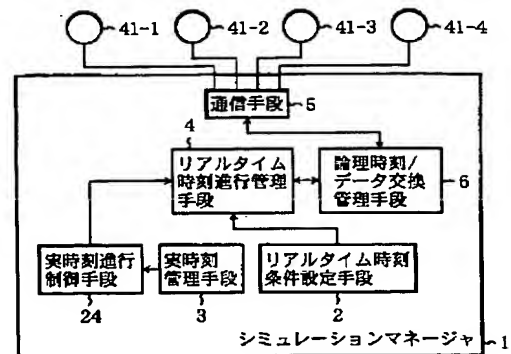 41-1
41-2
41-3
41-4
通信手段
5
4
リアルタイム
時刻進行管理
手段
論理時刻/
データ交換
管理手段
6
実時刻進行
制御手段
実時刻
管理手段
リアルタイム時刻
条件設定手段
24
3
2
シミュレーションマネージャ
1